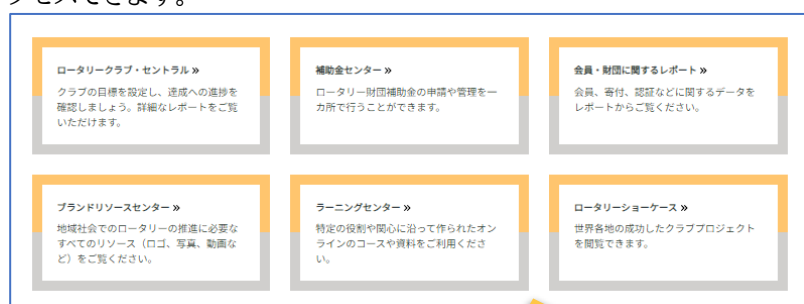 クセスできます。
ロータリークラブ・セントラル »
クラブの目標を設定し、達成への進捗を
確認しましょう。詳細なレポートをご覧
いただけます。
補助金センター »
ロータリー財団補助金の申請や管理を一
カ所で行うことができます。
会員・財団に関するレポート »
会員、寄付、認証などに関するデータを
レポートからご覧ください。
ブランドリソースセンター »
地域社会でのロータリーの推進に必要な
すべてのリソース（ロゴ、写真、動画な
ど）をご覧ください。
ラーニングセンター »
特定の役割や関心に沿って作られたオン
ラインのコースや資料をご利用くださ
い。
ロータリーショーケース »
世界各地の成功したクラブプロジェクト
を閲覧できます。